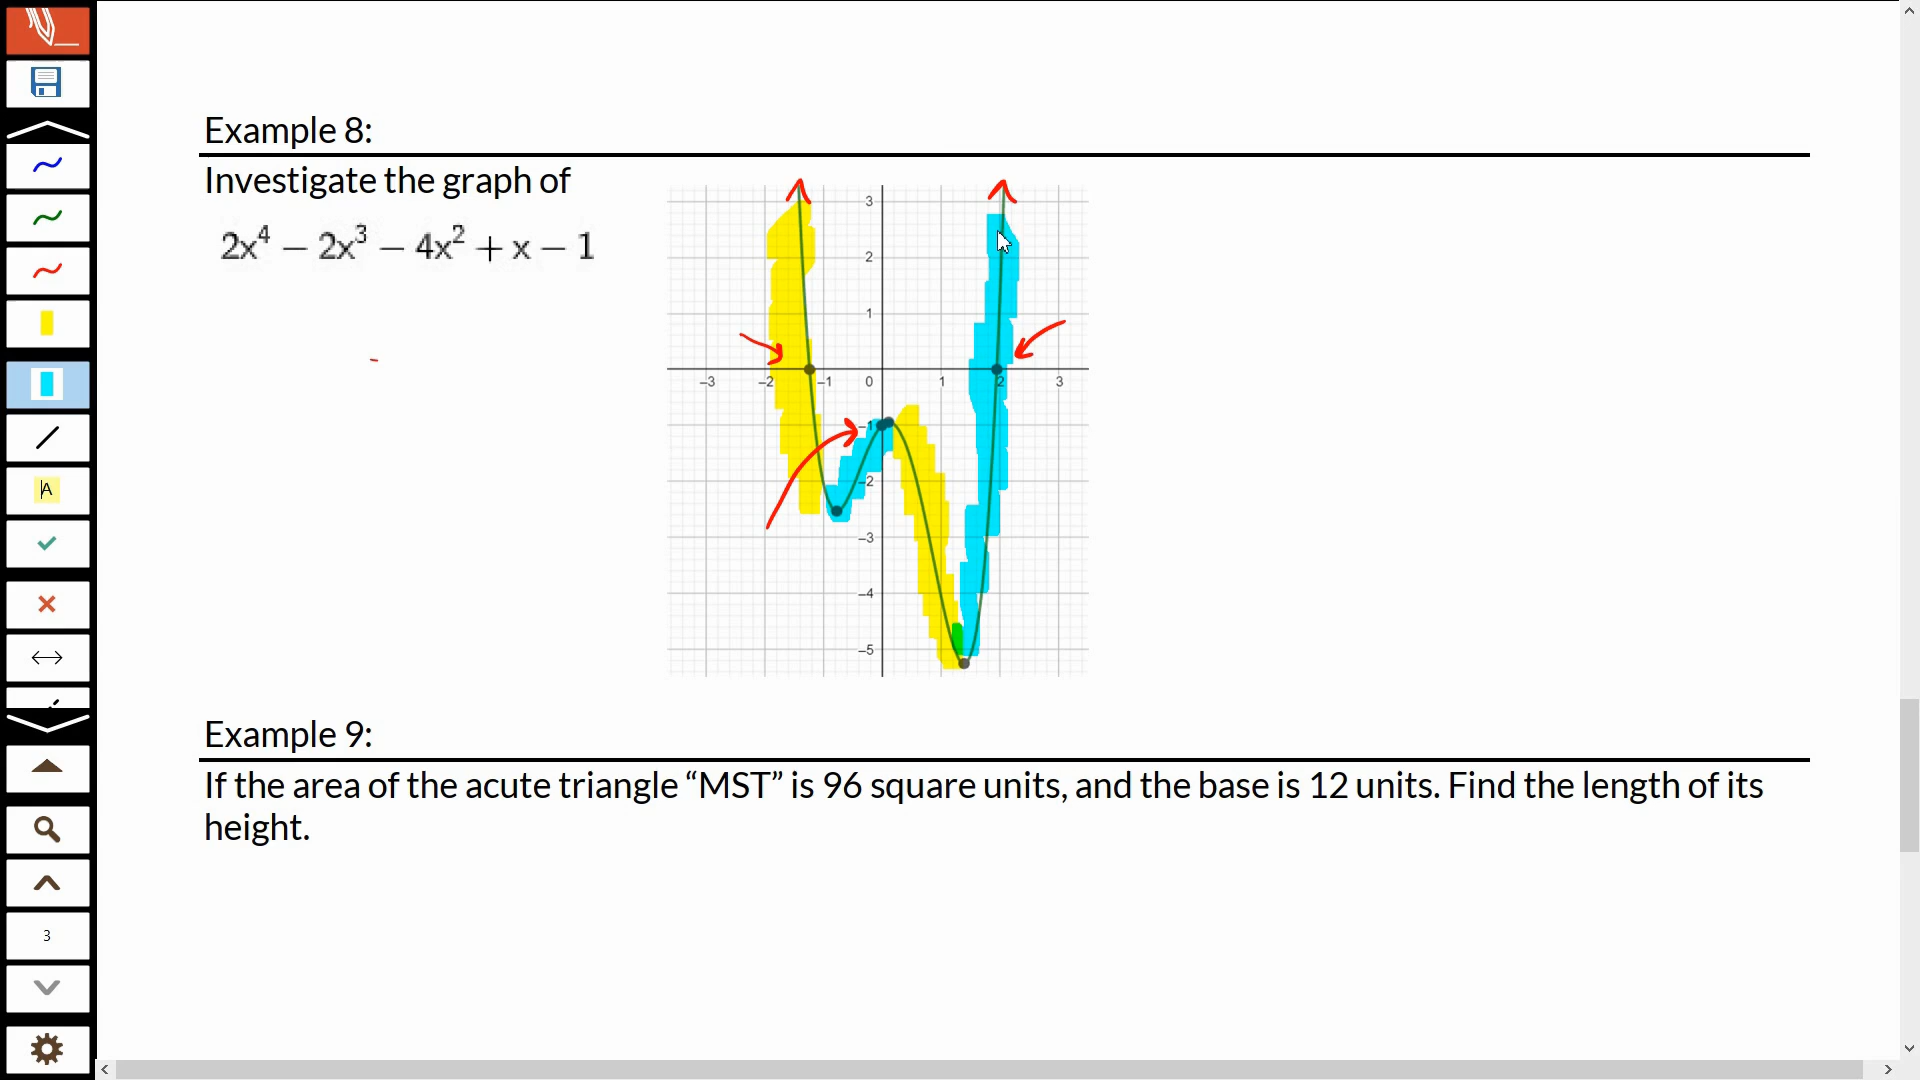 Example 8:
Investigate the graph of
2x⁴ − 2x³ − 4x² + x − 1
3
2
1
−3 −2 −1 0 1 2 3
−1
−2
−3
−4
−5
Example 9:
If the area of the acute triangle “MST” is 96 square units, and the base is 12 units. Find the length of its
height.
A
3